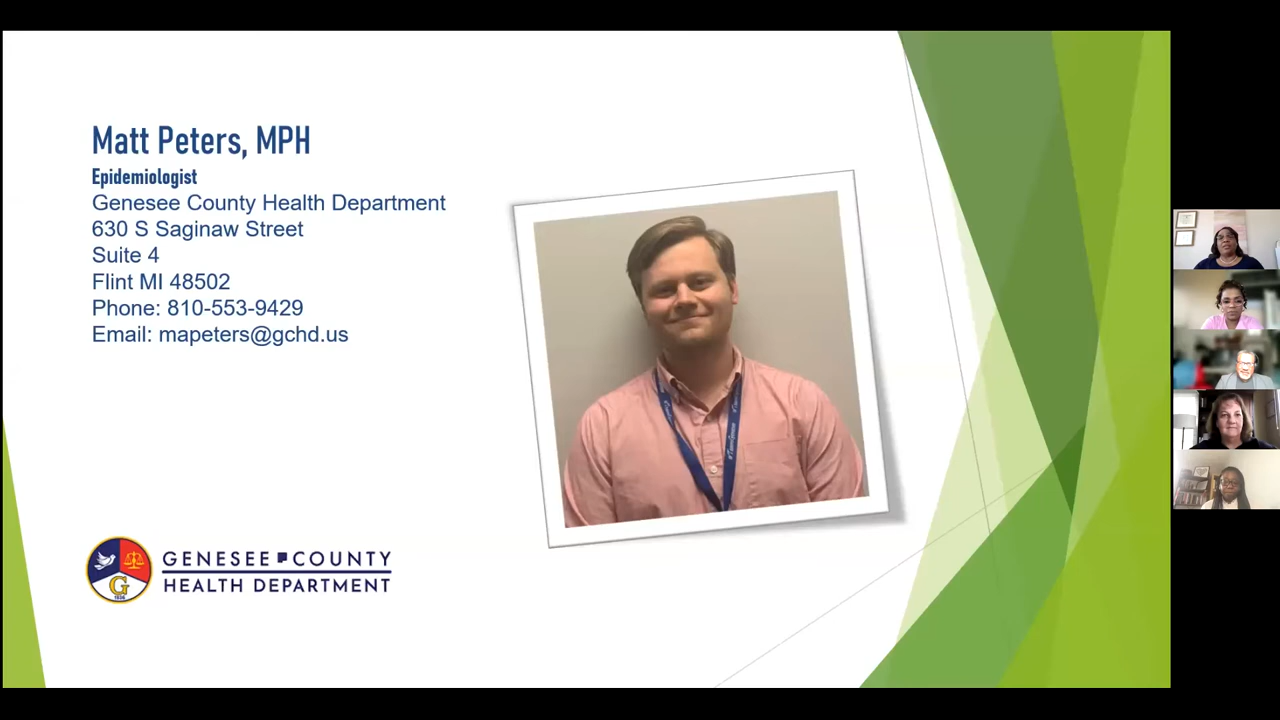 Matt Peters, MPH
Epidemiologist
Genesee County Health Department
630 S Saginaw Street
Suite 4
Flint MI 48502
Phone: 810-553-9429
Email: mapeters@gchd.us
GENESEE COUNTY
HEALTH DEPARTMENT
G
1836